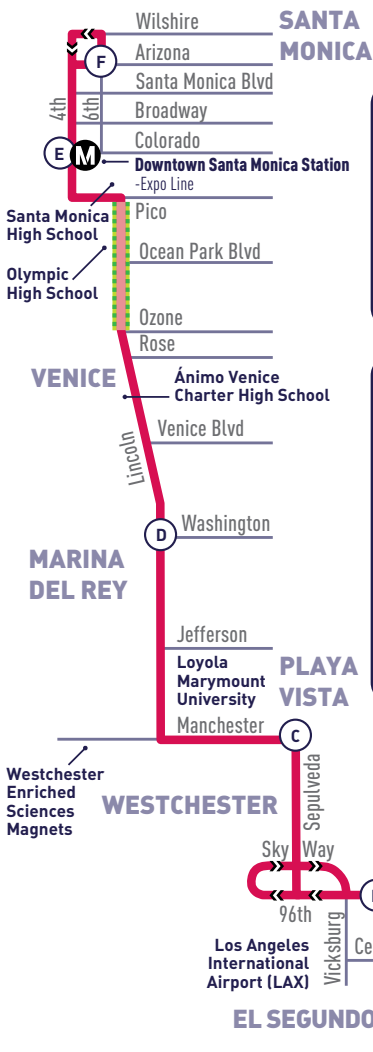 Wilshire
SANTA
MONICA
Arizona
F
Santa Monica Blvd
4th
6th
Broadway
Colorado
E
M
Downtown Santa Monica Station
-Expo Line
Santa Monica
High School
Pico
Olympic
High School
Ocean Park Blvd
Ozone
Rose
VENICE
Ánimo Venice
Charter High School
Lincoln
Venice Blvd
D
Washington
MARINA
DEL REY
Jefferson
Loyola
Marymount
University
PLAYA
VISTA
Manchester
C
Westchester
Enriched
Sciences
Magnets
WESTCHESTER
Sepulveda
Sky Way
96th
Vicksburg
Los Angeles
International
Airport (LAX)
EL SEGUNDO